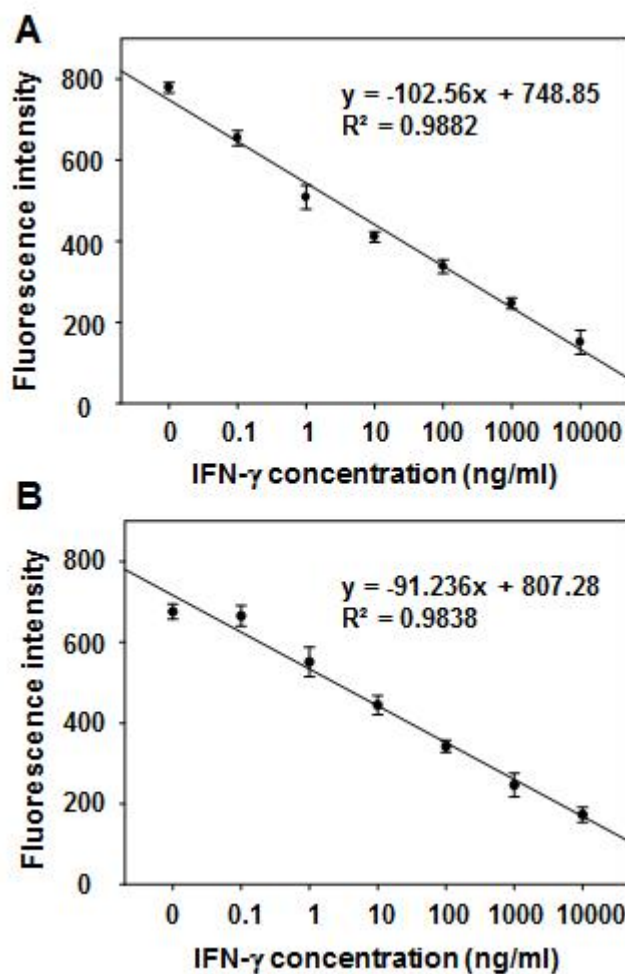 A
Fluorescence intensity
800
600
400
200
0
y = -102.56x + 748.85
R² = 0.9882
0 0.1 1 10 100 1000 10000
IFN-γ concentration (ng/ml)
B
Fluorescence intensity
800
600
400
200
0
y = -91.236x + 807.28
R² = 0.9838
0 0.1 1 10 100 1000 10000
IFN-γ concentration (ng/ml)